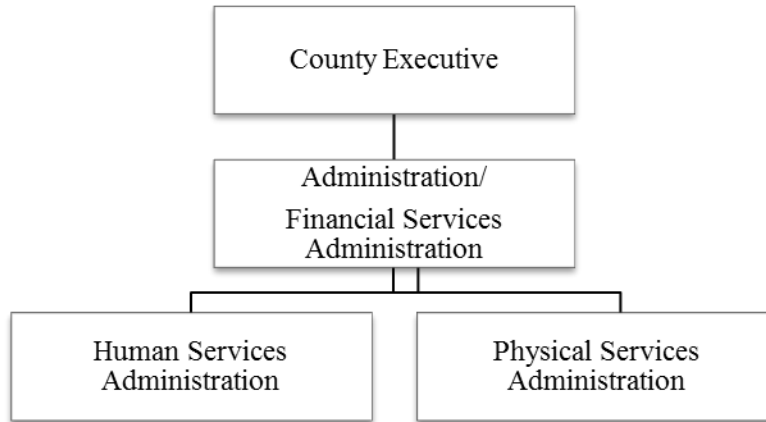 County Executive
Administration/
Financial Services
Administration
Human Services
Administration
Physical Services
Administration